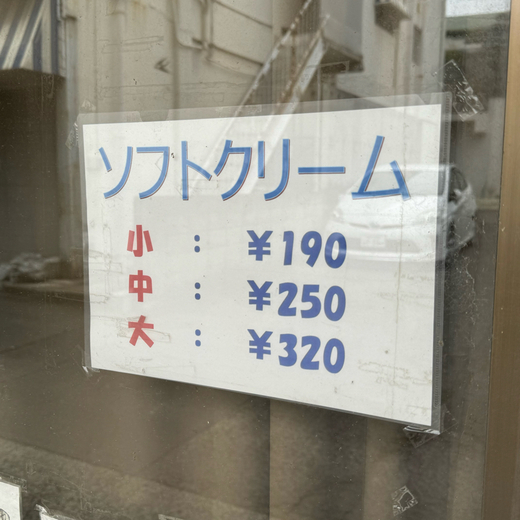 ソフトクリーム
小 : ¥190
中 : ¥250
大 : ¥320